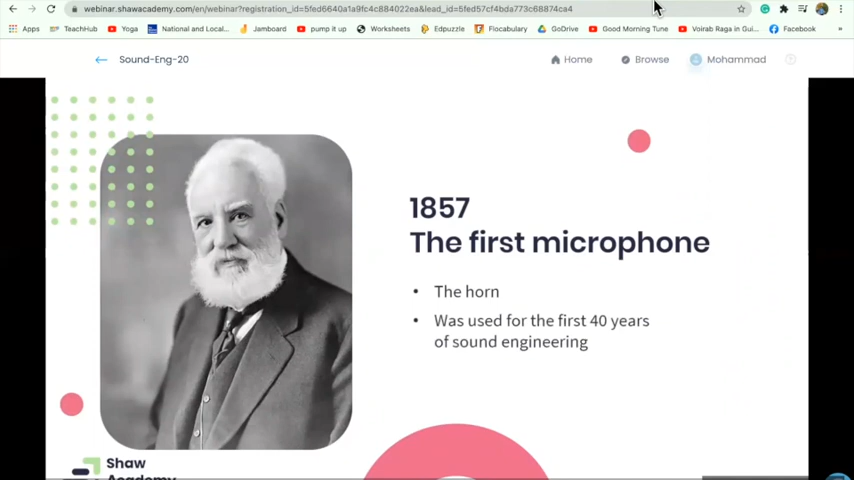 webinar.shawacademy.com/en/webinar?registration_id=5fed6640a1a9fc4c884022ea&lead_id=5fed57cf4bda773c68874ca4
Apps TeachHub Yoga National and Local... Jamboard pump it up Worksheets Edpuzzle Flocabulary GoDrive Good Morning Tune Voirab Raga in Gui... Facebook »
Sound-Eng-20 Home Browse Mohammad
1857
The first microphone
• The horn
• Was used for the first 40 years
of sound engineering
Shaw
Academy